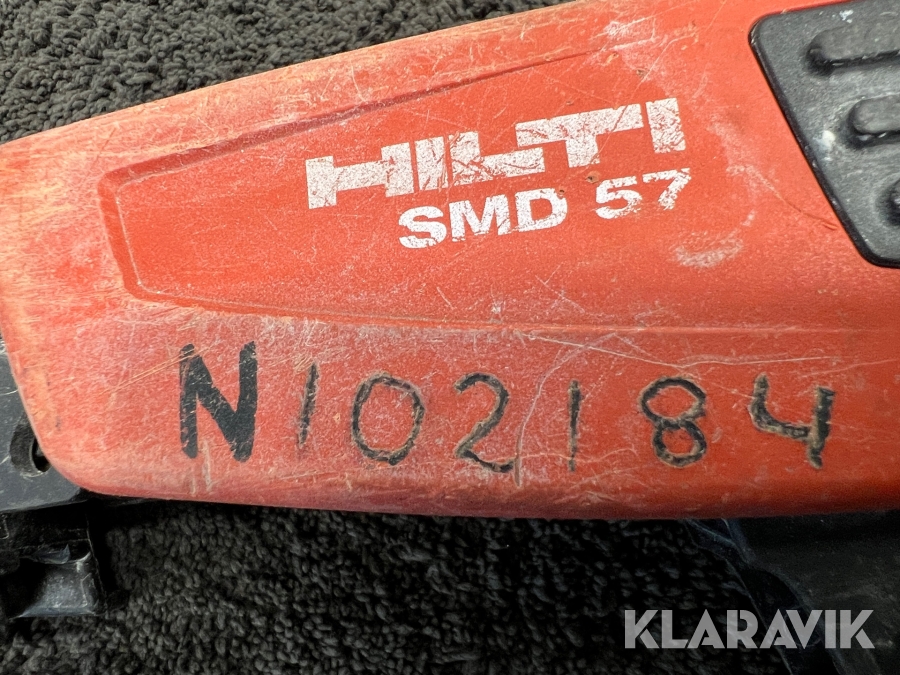 HILTI
SMD 57
N102184
KLARAVIK